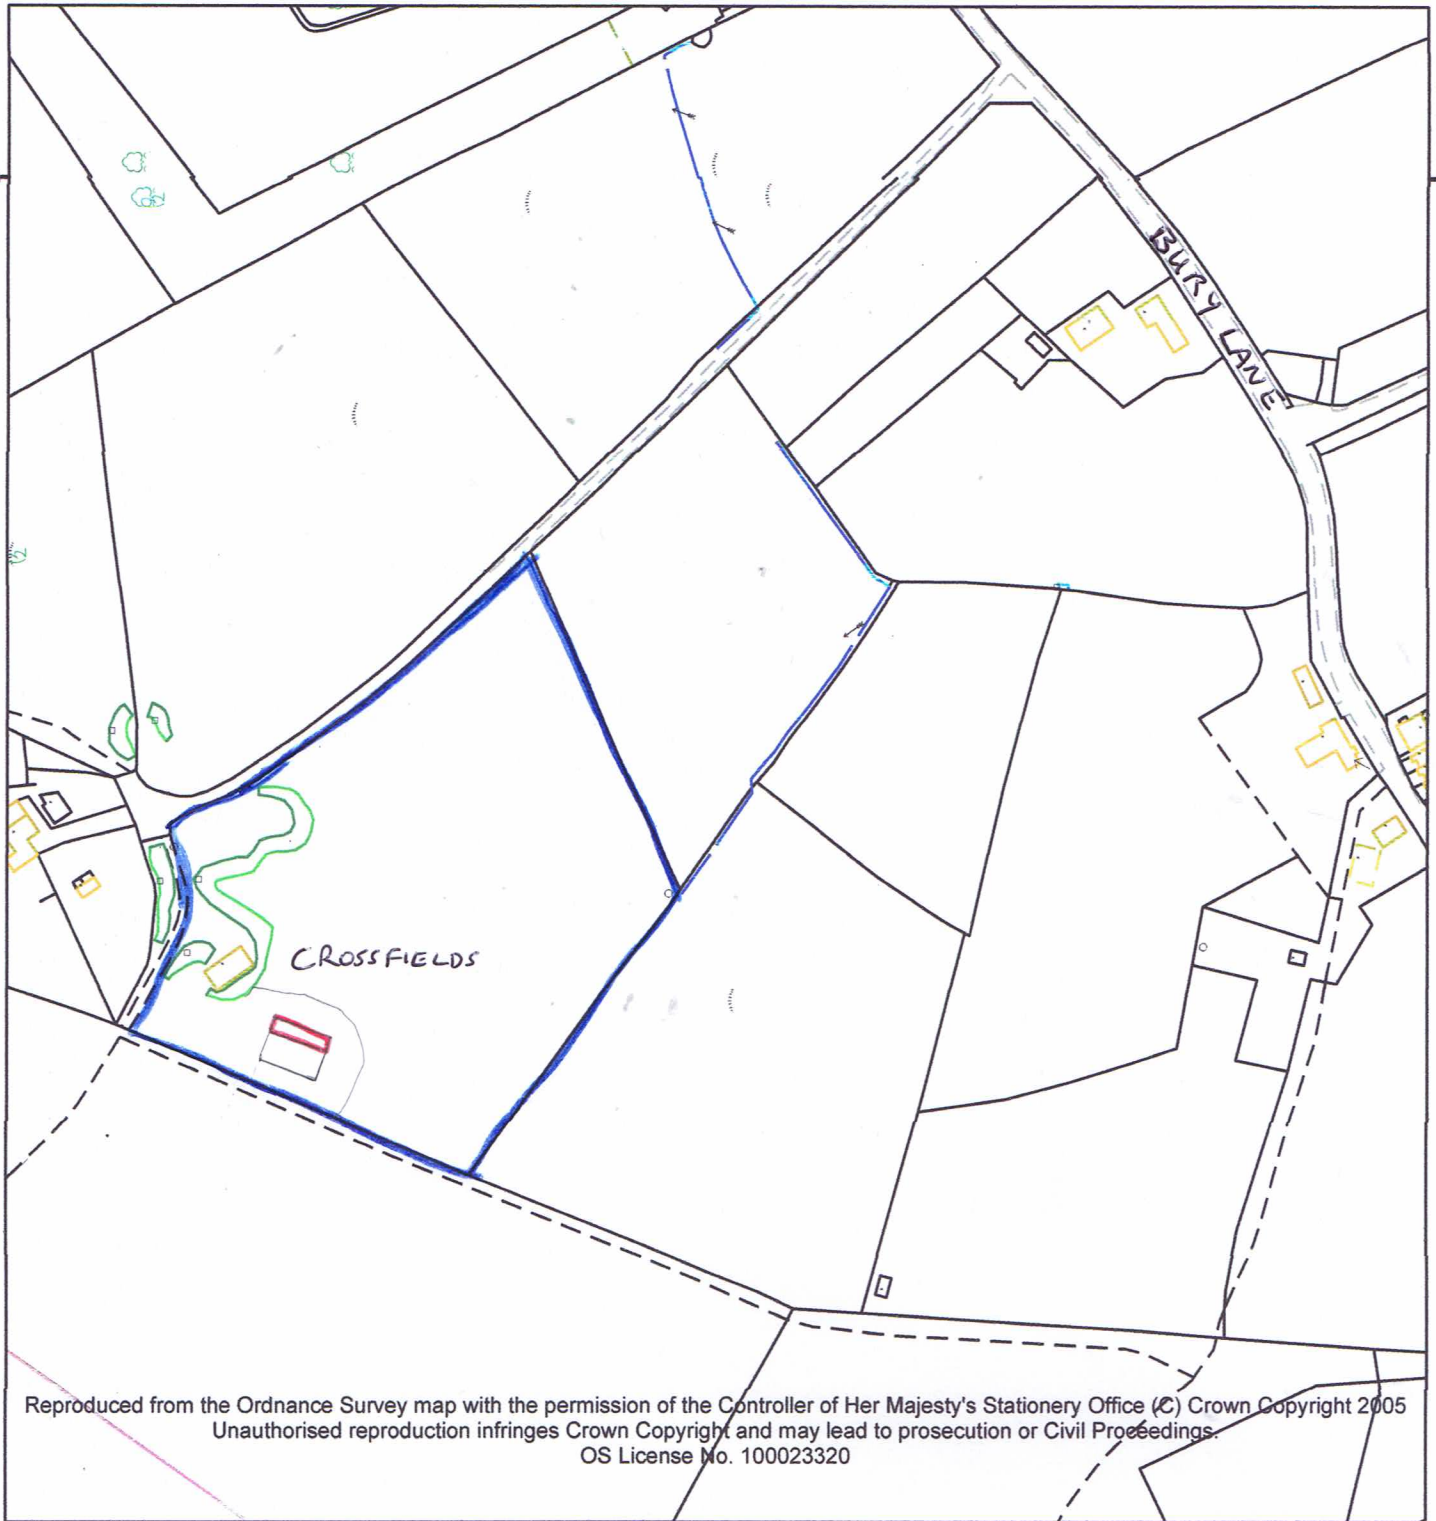 BURY LANE
CROSSFIELDS
Reproduced from the Ordnance Survey map with the permission of the Controller of Her Majesty's Stationery Office (C) Crown Copyright 2005
Unauthorised reproduction infringes Crown Copyright and may lead to prosecution or Civil Proceedings.
OS License No. 100023320